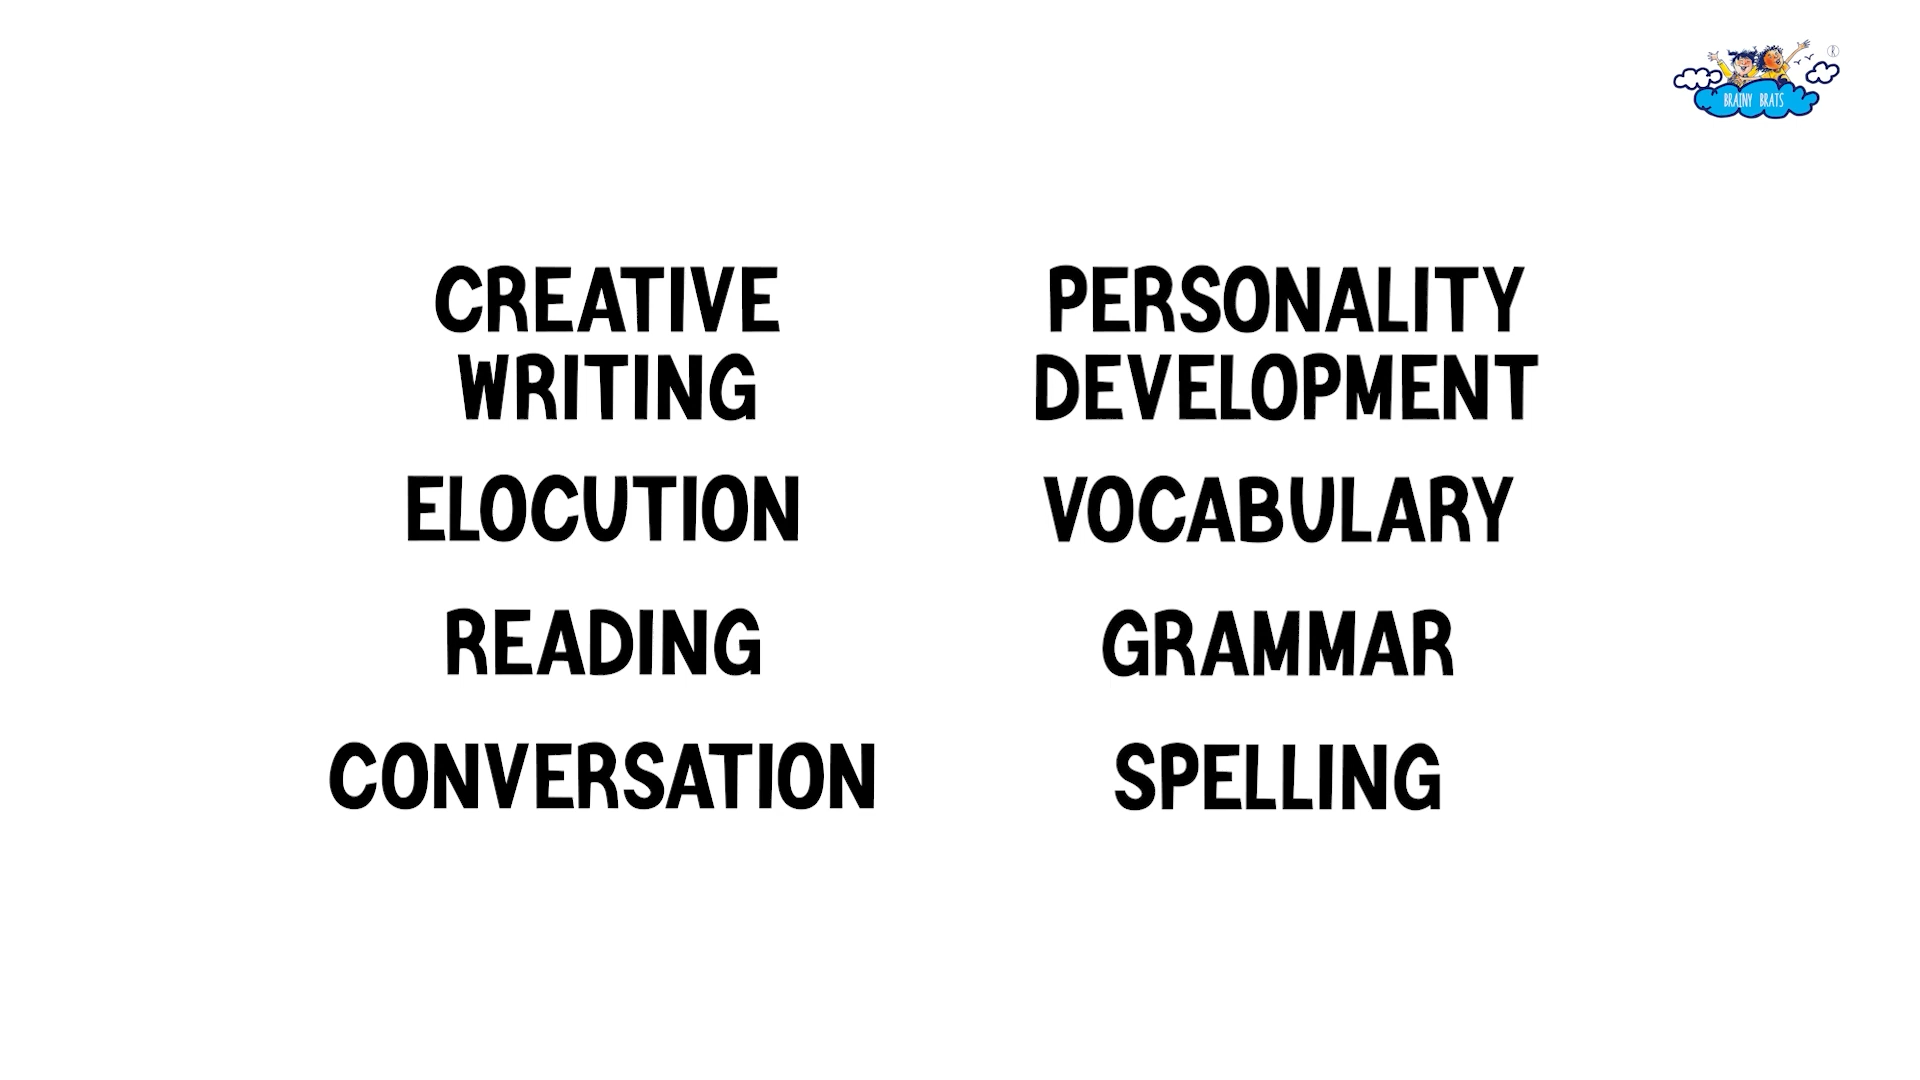 BRAINY BRATS
CREATIVE
WRITING
ELOCUTION
READING
CONVERSATION
PERSONALITY
DEVELOPMENT
VOCABULARY
GRAMMAR
SPELLING